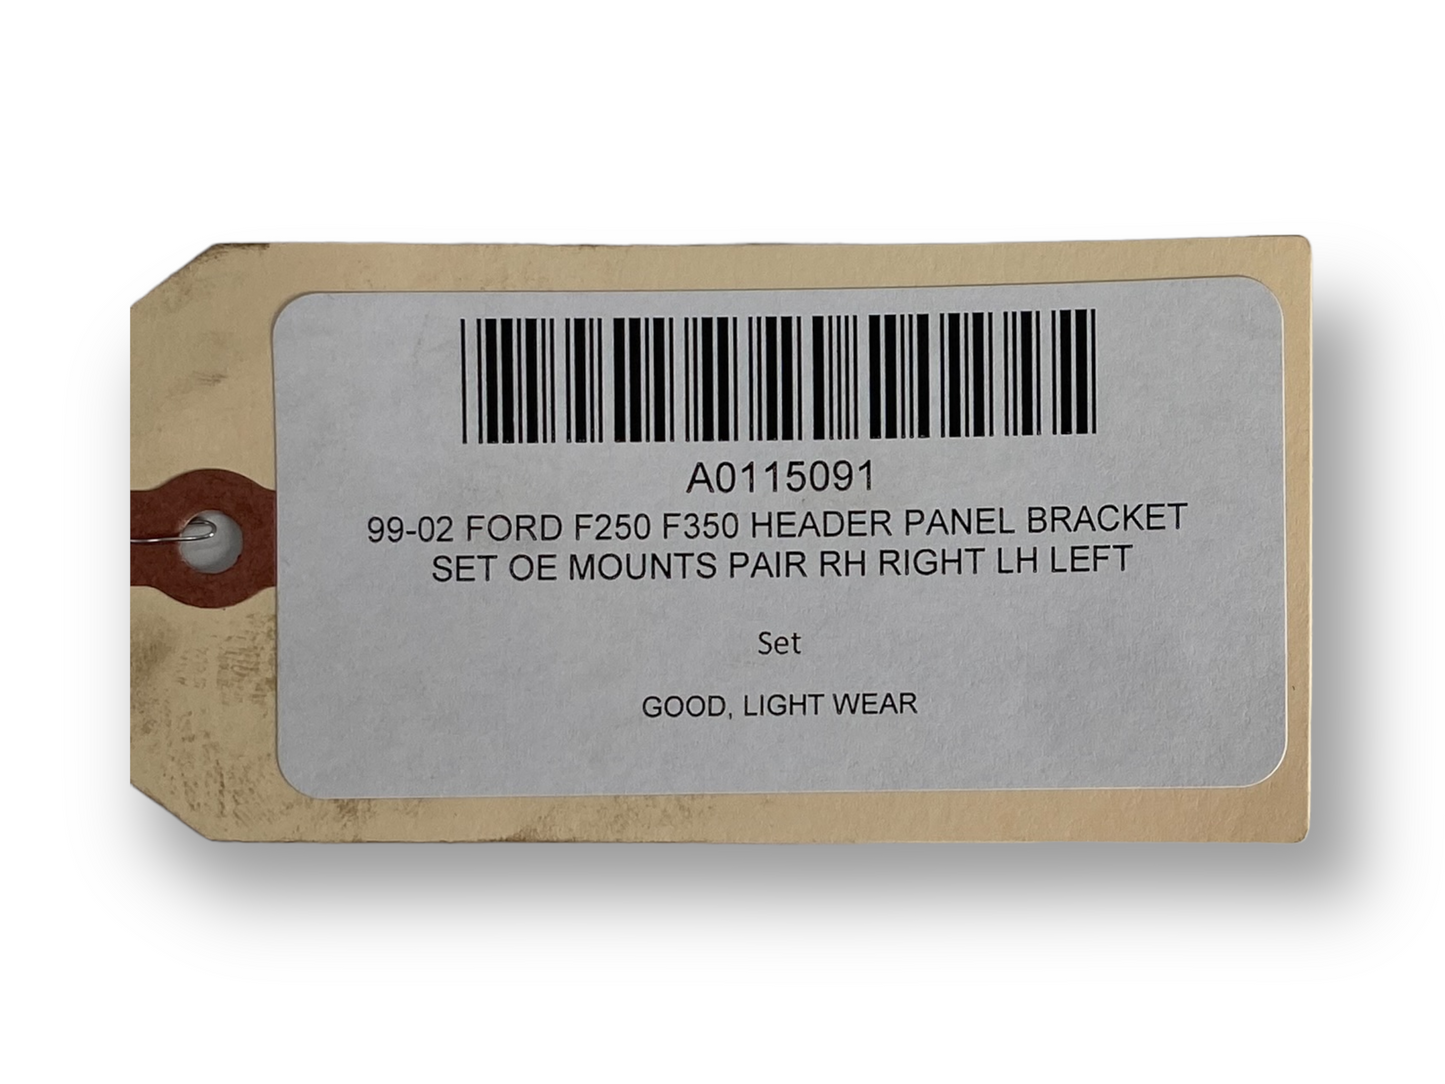 A0115091
99-02 FORD F250 F350 HEADER PANEL BRACKET
SET OE MOUNTS PAIR RH RIGHT LH LEFT
Set
GOOD, LIGHT WEAR